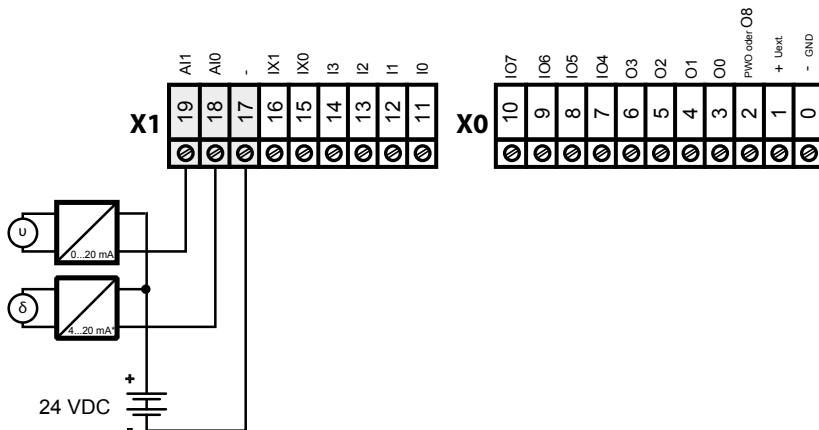 AI1 AI0 - IX1 IX0 I3 I2 I1 I0
X1 19 18 17 16 15 14 13 12 11
IO7 IO6 IO5 IO4 O3 O2 O1 O0 PWO oder O8 + Uext. - GND
X0 10 9 8 7 6 5 4 3 2 1 0
υ
0...20 mA
δ
4...20 mA*
+
24 VDC
-